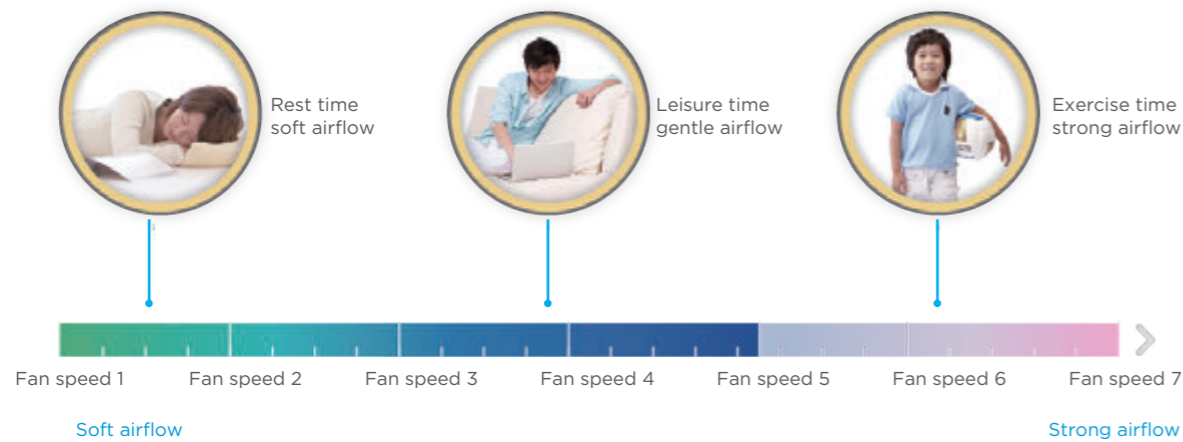 Rest time
soft airflow
Leisure time
gentle airflow
Exercise time
strong airflow
Fan speed 1
Fan speed 2
Fan speed 3
Fan speed 4
Fan speed 5
Fan speed 6
Fan speed 7
Soft airflow
Strong airflow